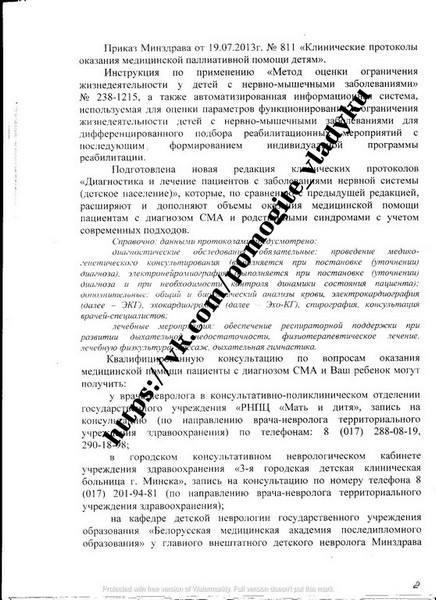 Приказ Минздрава от 19.07.2013г. № 811 «Клинические протоколы
оказания медицинской паллиативной помощи детям».
Инструкция по применению «Метод оценки ограничения
жизнедеятельности у детей с нервно-мышечными заболеваниями»
№ 238-1215, а также автоматизированная информационная система,
используемая для оценки параметров функционирования ограничения
жизнедеятельности детей с нервно-мышечными заболеваниями для
дифференцированного подбора реабилитационных мероприятий с
последующим формированием индивидуальной программы
реабилитации.
Подготовлена новая редакция клинических протоколов
«Диагностика и лечение пациентов с заболеваниями нервной системы
(детское население)», которые, по сравнению с предыдущей редакцией,
расширяют и дополняют объемы оказания медицинской помощи
пациентам с диагнозом СМА и родственными синдромами с учетом
современных подходов.
Справочно: данными протоколами предусмотрено:
диагностические обследования обязательные: проведение медико-
генетического консультирования (выполняется при постановке (уточнении)
диагноза), электронейромиография (выполняется при постановке (уточнении)
диагноза и при необходимости контроля динамики состояния пациента);
дополнительные: общий и биохимический анализы крови, электрокардиография
(далее – ЭКГ), эхокардиография (далее – Эхо-КГ), спирография, консультация
врачей-специалистов;
лечебные мероприятия: обеспечение респираторной поддержки при
развитии дыхательной недостаточности, физиотерапевтическое лечение,
лечебную физкультуру, массаж, дыхательная гимнастика.
Квалифицированную консультацию по вопросам оказания
медицинской помощи пациенты с диагнозом СМА и Ваш ребенок могут
получить:
у врача-невролога в консультативно-поликлиническом отделении
государственного учреждения «РНПЦ «Мать и дитя», запись на
консультацию (по направлению врача-невролога территориального
учреждения здравоохранения) по телефонам: 8 (017) 288-08-19,
290-18-98;
в городском консультативном неврологическом кабинете
учреждения здравоохранения «3-я городская детская клиническая
больница г. Минска», запись на консультацию по номеру телефона 8
(017) 201-94-81 (по направлению врача-невролога территориального
учреждения здравоохранения);
на кафедре детской неврологии государственного учреждения
образования «Белорусская медицинская академия последипломного
образования» у главного внештатного детского невролога Минздрава
2
https://vk.com/pomogite_vladyku
Protected with free version of Watermarkly. Full version doesn't put this mark.